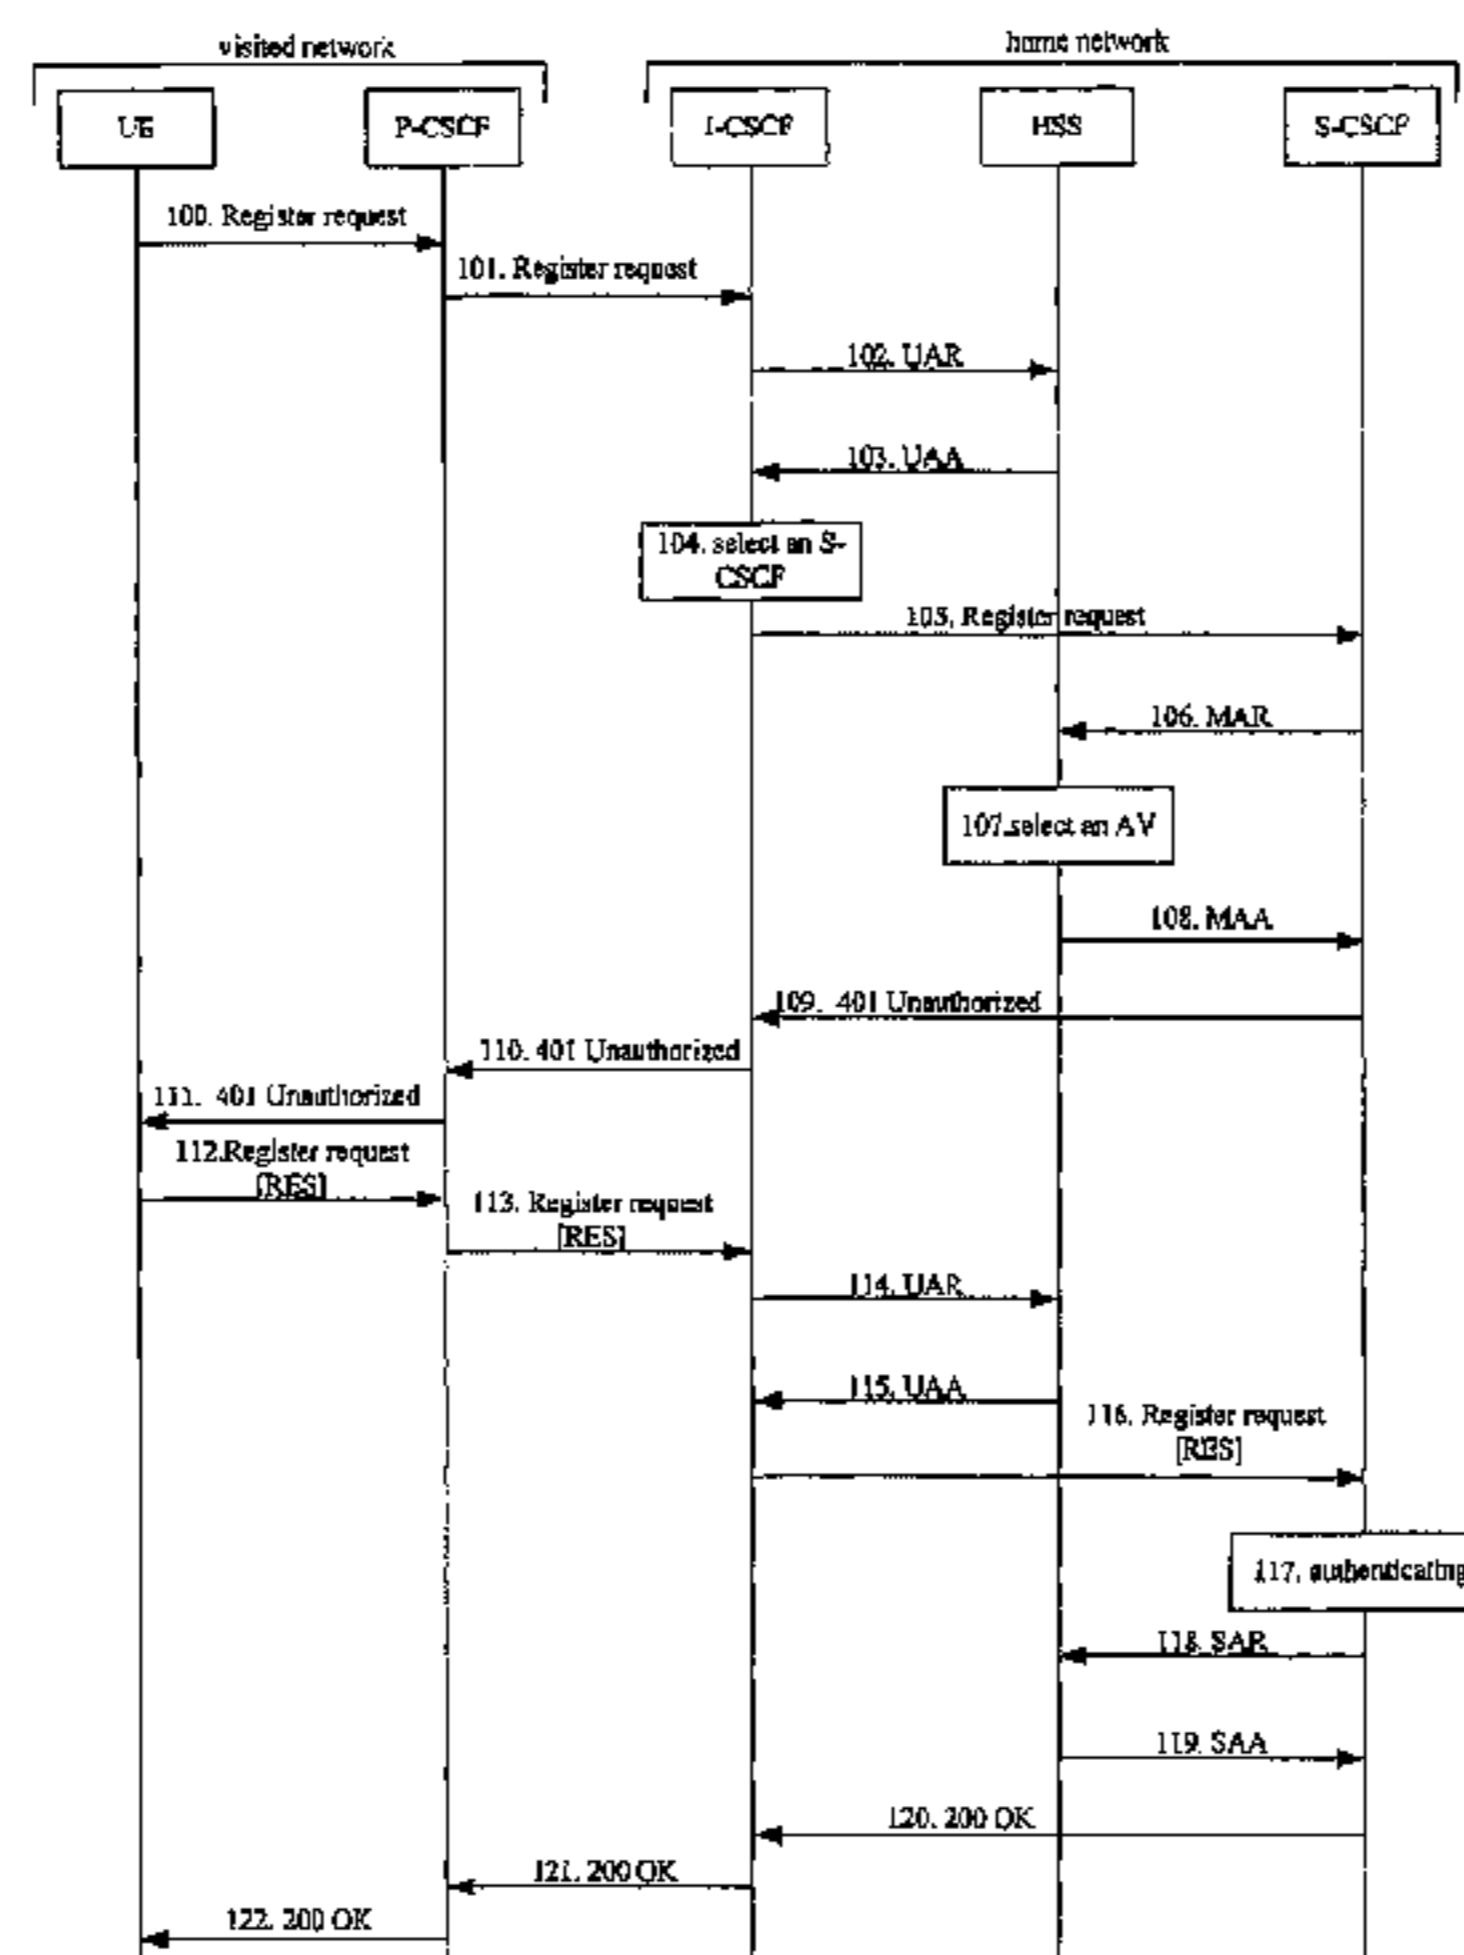 visited network
home network
UE
P-CSCF
I-CSCF
HSS
S-CSCF
100. Register request
101. Register request
102. UAR
103. UAA
104. select an S-
CSCF
105. Register request
106. MAR
107.select an AV
108. MAA
109. 401 Unauthorized
110. 401 Unauthorized
111. 401 Unauthorized
112.Register request
[RES]
113. Register request
[RES]
114. UAR
115. UAA
116. Register request
[RES]
117. authenticating
118. SAR
119. SAA
120. 200 OK
121. 200 OK
122. 200 OK